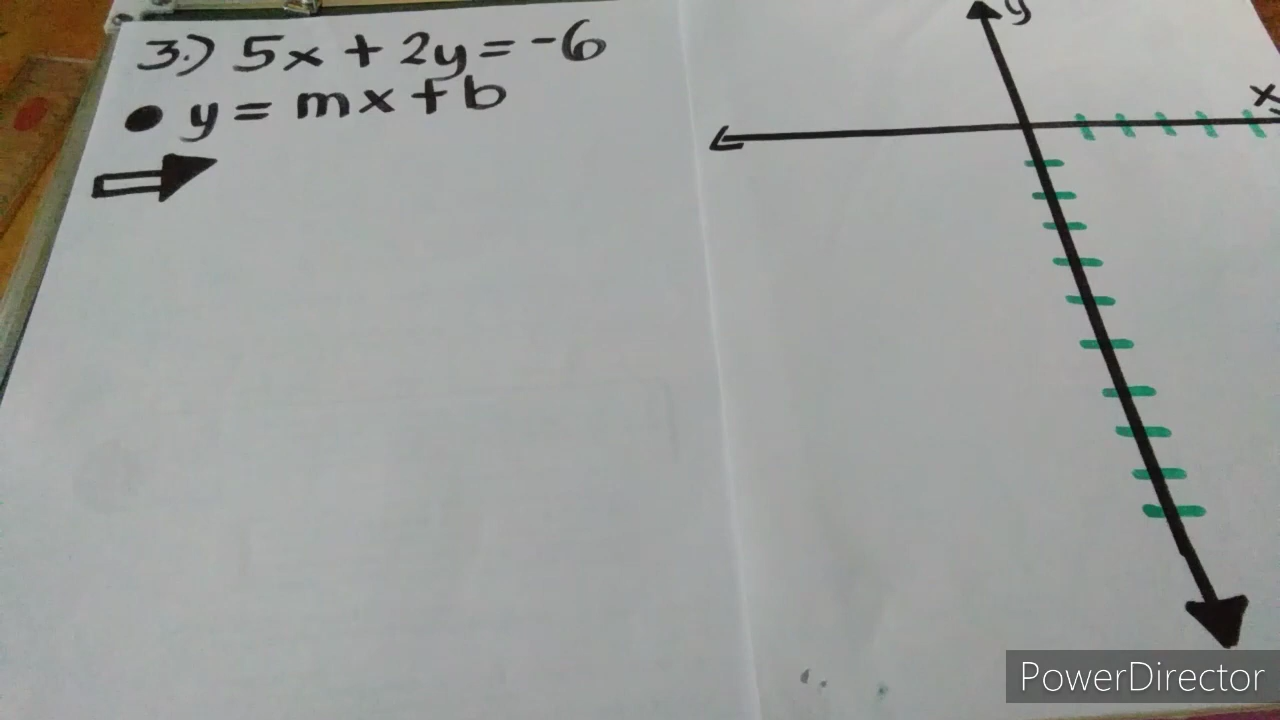 3.) 5x + 2y = -6
● y = mx + b
y
x
PowerDirector